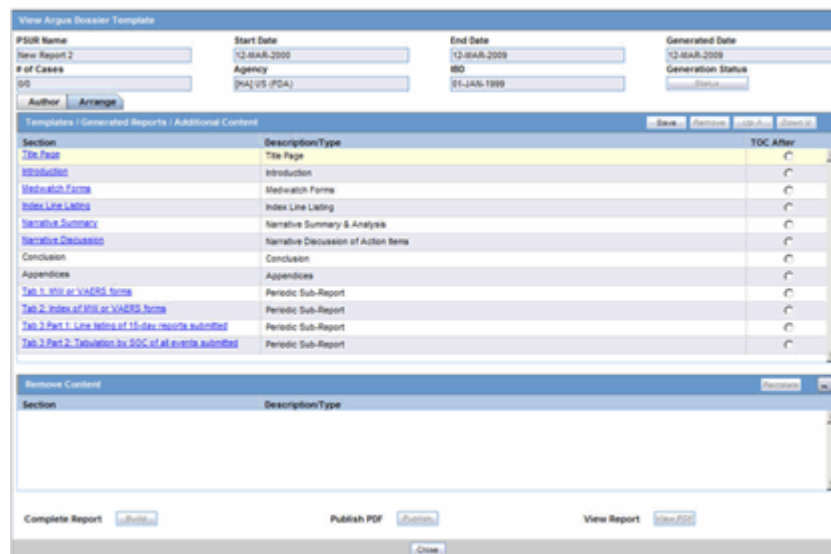 View Argus Dossier Template
PSUR Name Start Date End Date Generated Date
New Report 2 12-MAR-2000 12-MAR-2009 12-MAR-2009
# of Cases Agency IBD Generation Status
0/0 [HA] US (FDA) 01-JAN-1999 Status
Author Arrange
Templates / Generated Reports / Additional Content Save Remove Up Down
Section Description/Type TOC After
Title Page Title Page
Introduction Introduction
Medwatch Forms Medwatch Forms
Index Line Listing Index Line Listing
Narrative Summary Narrative Summary & Analysis
Narrative Discussion Narrative Discussion of Action Items
Conclusion Conclusion
Appendices Appendices
Tab 1: MW or VAERS forms Periodic Sub-Report
Tab 2: Index of MW or VAERS forms Periodic Sub-Report
Tab 3 Part 1: Line listing of 15-day reports submitted Periodic Sub-Report
Tab 3 Part 2: Tabulation by SOC of all events submitted Periodic Sub-Report
Remove Content
Section Description/Type
Complete Report Build... Publish PDF Publish... View Report View PDF
Close